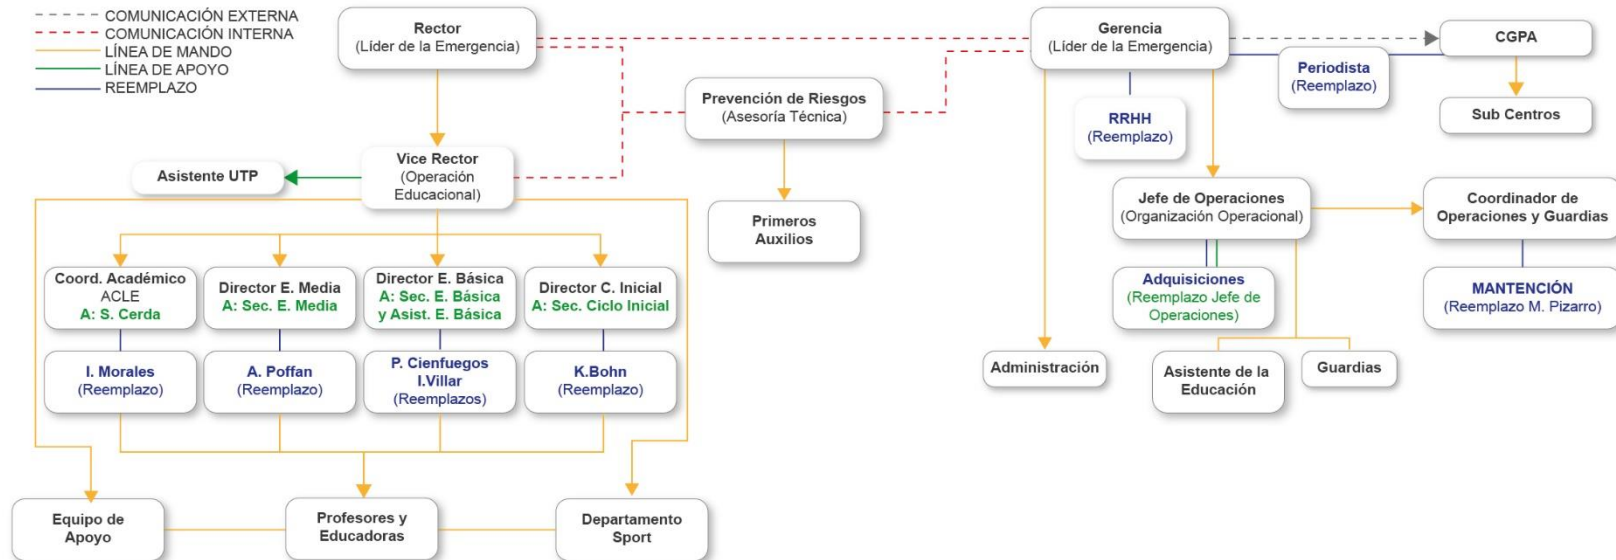 COMUNICACIÓN EXTERNA
COMUNICACIÓN INTERNA
LÍNEA DE MANDO
LÍNEA DE APOYO
REEMPLAZO
Rector
(Líder de la Emergencia)
Gerencia
(Líder de la Emergencia)
CGPA
Periodista
(Reemplazo)
Prevención de Riesgos
(Asesoría Técnica)
RRHH
(Reemplazo)
Sub Centros
Vice Rector
(Operación
Educacional)
Asistente UTP
Jefe de Operaciones
(Organización Operacional)
Coordinador de
Operaciones y Guardias
Primeros
Auxilios
Coord. Académico
ACLE
A: S. Cerda
Director E. Media
A: Sec. E. Media
Director E. Básica
A: Sec. E. Básica
y Asist. E. Básica
Director C. Inicial
A: Sec. Ciclo Inicial
Adquisiciones
(Reemplazo Jefe de
Operaciones)
MANTENCIÓN
(Reemplazo M. Pizarro)
I. Morales
(Reemplazo)
A. Poffan
(Reemplazo)
P. Cienfuegos
I.Villar
(Reemplazos)
K.Bohn
(Reemplazo)
Administración
Asistente de la
Educación
Guardias
Equipo de
Apoyo
Profesores y
Educadoras
Departamento
Sport